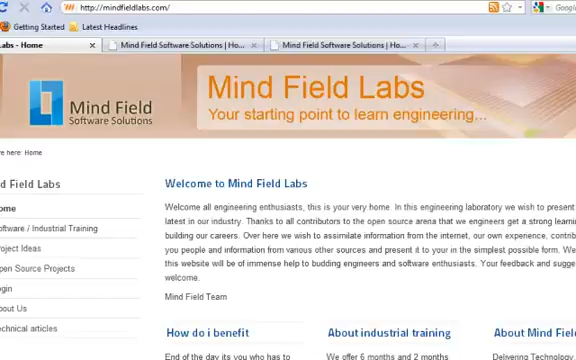 http://mindfieldlabs.com/
Googl
Getting Started Latest Headlines
Labs - Home
Mind Field Software Solutions | Ho...
Mind Field Software Solutions | Ho...
Mind Field
Software Solutions
Mind Field Labs
Your starting point to learn engineering...
re here: Home
d Field Labs
ome
oftware / Industrial Training
roject Ideas
pen Source Projects
ogin
bout Us
echnical articles
Welcome to Mind Field Labs
Welcome all engineering enthusiasts, this is your very home. In this engineering laboratory we wish to present
latest in our industry. Thanks to all contributors to the open source arena that we engineers get a strong learni
building our careers. Over here we wish to assimilate information from the internet, our own experience, contrib
you people and information from various other sources and present it to your in the simplest possible form. We
this website will be of immense help to budding engineers and software enthusiasts. Your feedback and sugge
welcome.
Mind Field Team
How do i benefit
End of the day its you who has to
About industrial training
We offer 6 months and 2 months
About Mind Fiel
Delivering Technology,